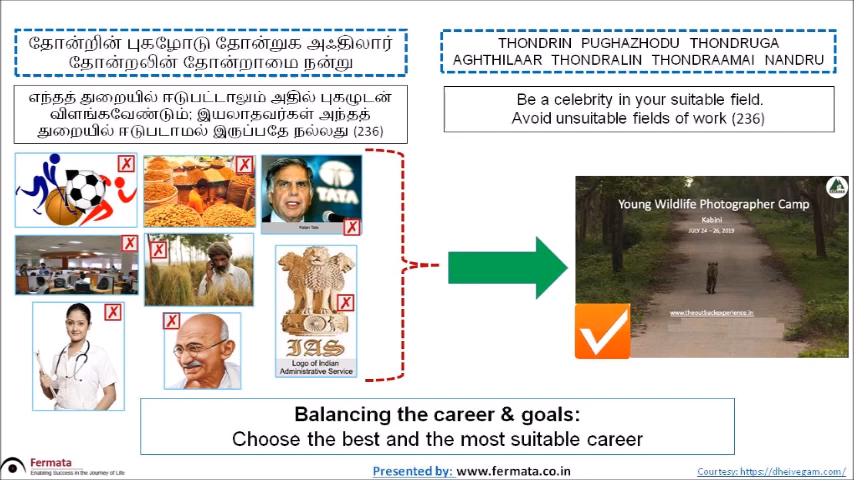 தோன்றின் புகழோடு தோன்றுக அஃதிலார்
தோன்றலின் தோன்றாமை நன்று
THONDRIN PUGHAZHODU THONDRUGA
AGHTHILAAR THONDRALIN THONDRAAMAI NANDRU
எந்தத் துறையில் ஈடுபட்டாலும் அதில் புகழுடன்
விளங்கவேண்டும்; இயலாதவர்கள் அந்தத்
துறையில் ஈடுபடாமல் இருப்பதே நல்லது (236)
Be a celebrity in your suitable field.
Avoid unsuitable fields of work (236)
TATA
Ratan Tata
IAS
Logo of Indian
Administrative Service
Young Wildlife Photographer Camp
Kabini
JULY 24 – 26, 2019
www.theoutbackexperience.in
Balancing the career & goals:
Choose the best and the most suitable career
Fermata
Enabling Success in the Journey of Life
Presented by: www.fermata.co.in
Courtesy: https://dheivegam.com/